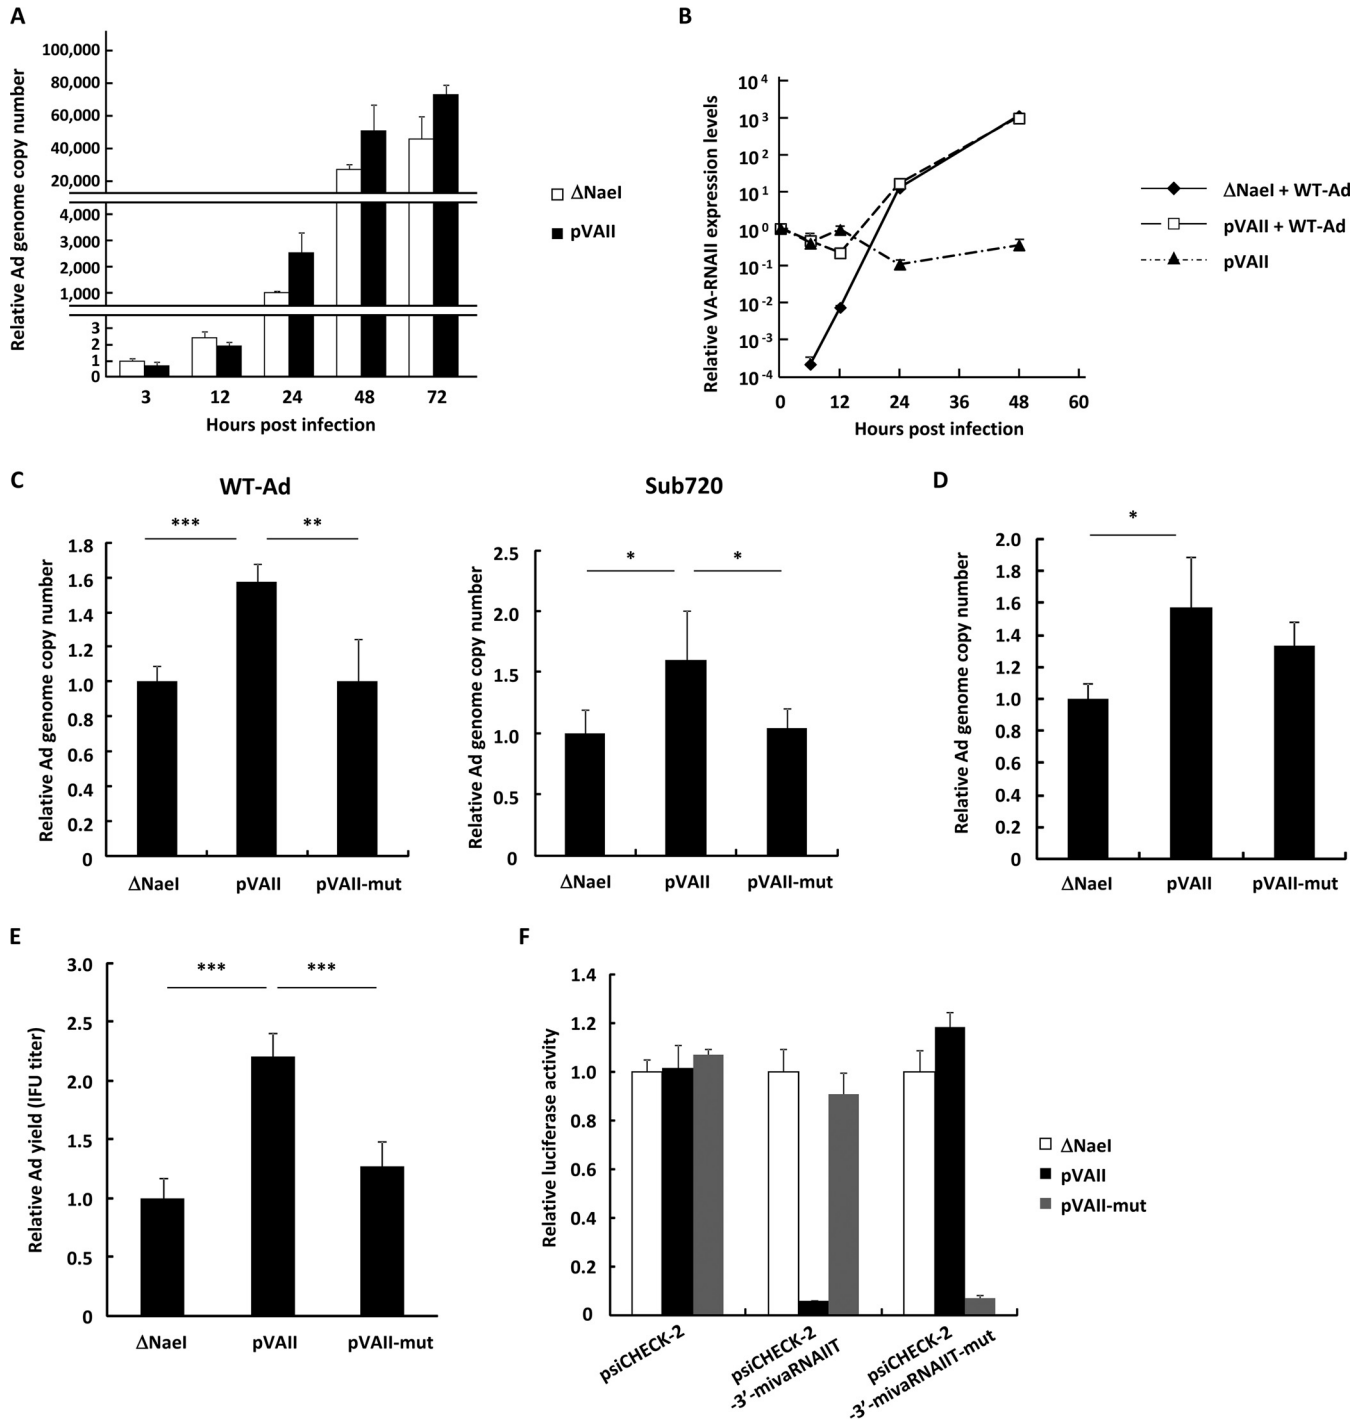 A
Relative Ad genome copy number
100,000
80,000
60,000
40,000
20,000
4,000
3,000
2,000
1,000
3
2
1
0
3 12 24 48 72
Hours post infection
ΔNaeI
pVAII
B
Relative VA-RNAII expression levels
10 4
10 3
10 2
10 1
10 0
10 -1
10 -2
10 -3
10 -4
0 12 24 36 48 60
Hours post infection
ΔNaeI + WT-Ad
pVAII + WT-Ad
pVAII
C
WT-Ad
*** **
Relative Ad genome copy number
1.8
1.6
1.4
1.2
1.0
0.8
0.6
0.4
0.2
0
ΔNaeI pVAII pVAII-mut
Sub720
* *
Relative Ad genome copy number
2.5
2.0
1.5
1.0
0.5
0
ΔNaeI pVAII pVAII-mut
D
*
Relative Ad genome copy number
2.0
1.8
1.6
1.4
1.2
1.0
0.8
0.6
0.4
0.2
0
ΔNaeI pVAII pVAII-mut
E
*** ***
Relative Ad yield (IFU titer)
3.0
2.5
2.0
1.5
1.0
0.5
0
ΔNaeI pVAII pVAII-mut
F
Relative luciferase activity
1.4
1.2
1.0
0.8
0.6
0.4
0.2
0
psiCHECK-2
psiCHECK-2
-3’-mivaRNAIIT
psiCHECK-2
-3’-mivaRNAIIT-mut
ΔNaeI
pVAII
pVAII-mut